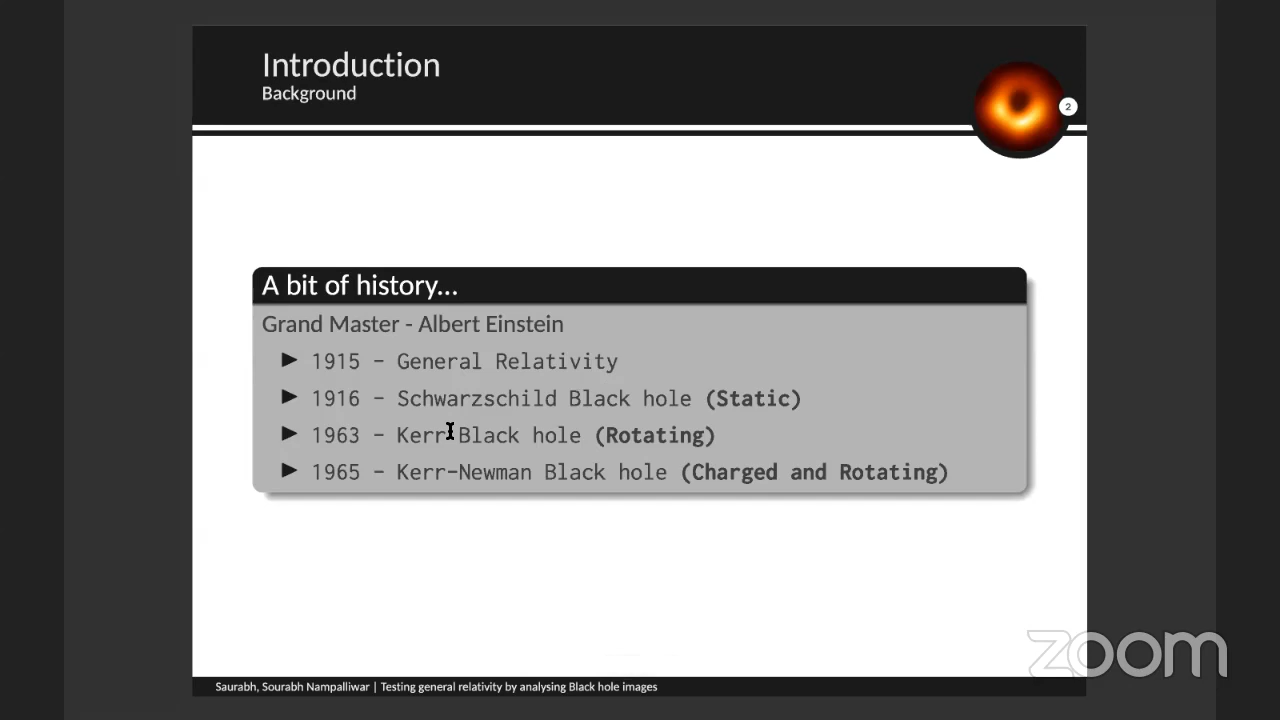 Introduction
Background
2
A bit of history...
Grand Master - Albert Einstein
1915 - General Relativity
1916 - Schwarzschild Black hole (Static)
1963 - Kerr Black hole (Rotating)
1965 - Kerr-Newman Black hole (Charged and Rotating)
zoom
Saurabh, Sourabh Nampalliwar | Testing general relativity by analysing Black hole images